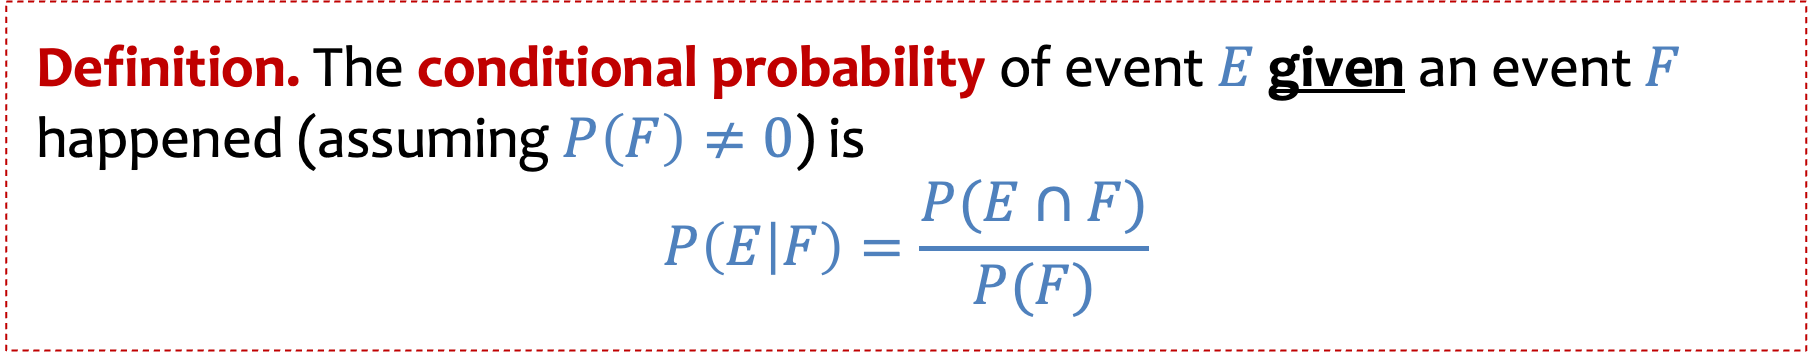 Definition. The conditional probability of event E given an event F
happened (assuming P(F) ≠ 0) is
P(E|F) = P(E ∩ F) / P(F)